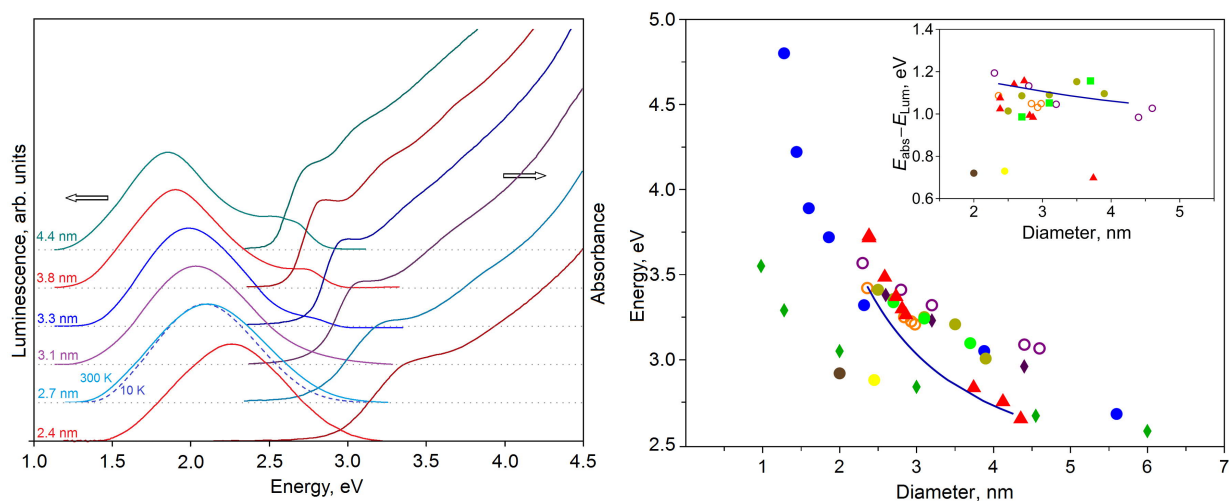 Luminescence, arb. units
4.4 nm
3.8 nm
3.3 nm
3.1 nm
300 K
10 K
2.7 nm
2.4 nm
1.0 1.5 2.0 2.5 3.0 3.5 4.0 4.5
Energy, eV
Absorbance
Energy, eV
5.0
4.5
4.0
3.5
3.0
2.5
1 2 3 4 5 6 7
Diameter, nm
E_abs–E_Lum, eV
1.4
1.2
1.0
0.8
0.6
2 3 4 5
Diameter, nm